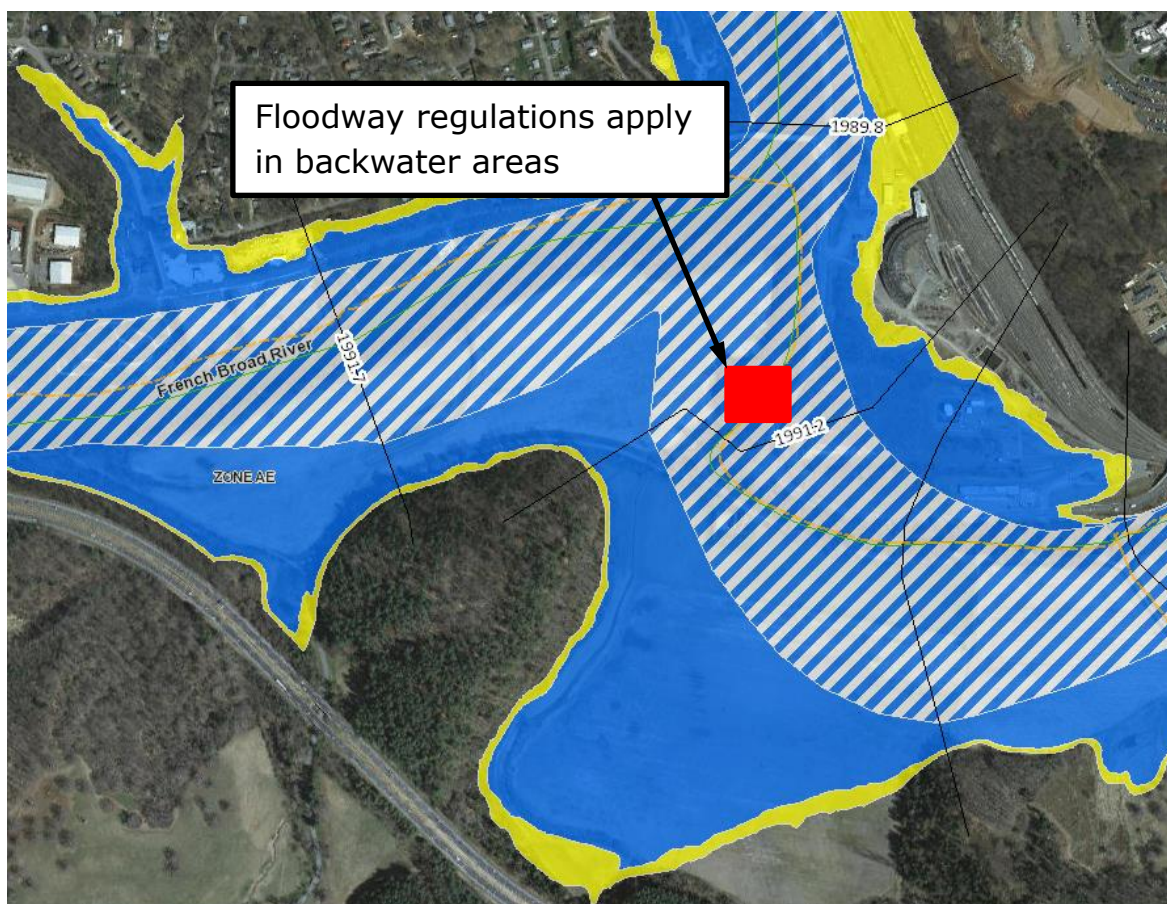 Floodway regulations apply
in backwater areas
1989.8
French Broad River
1991.7
1991.2
ZONE AE